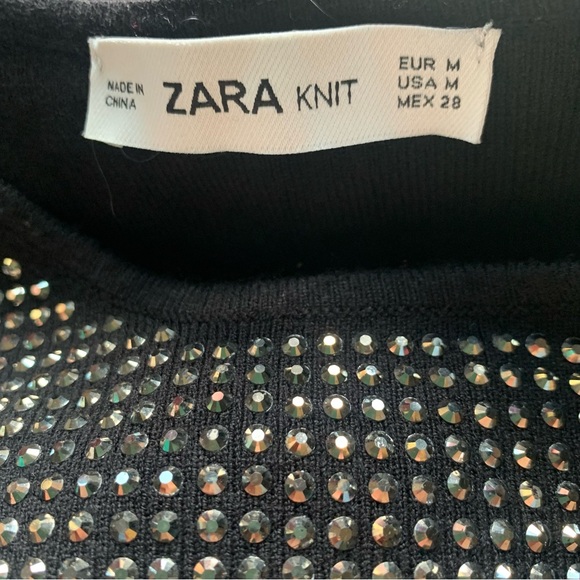 MADE IN
CHINA
ZARA KNIT
EUR M
USA M
MEX 28